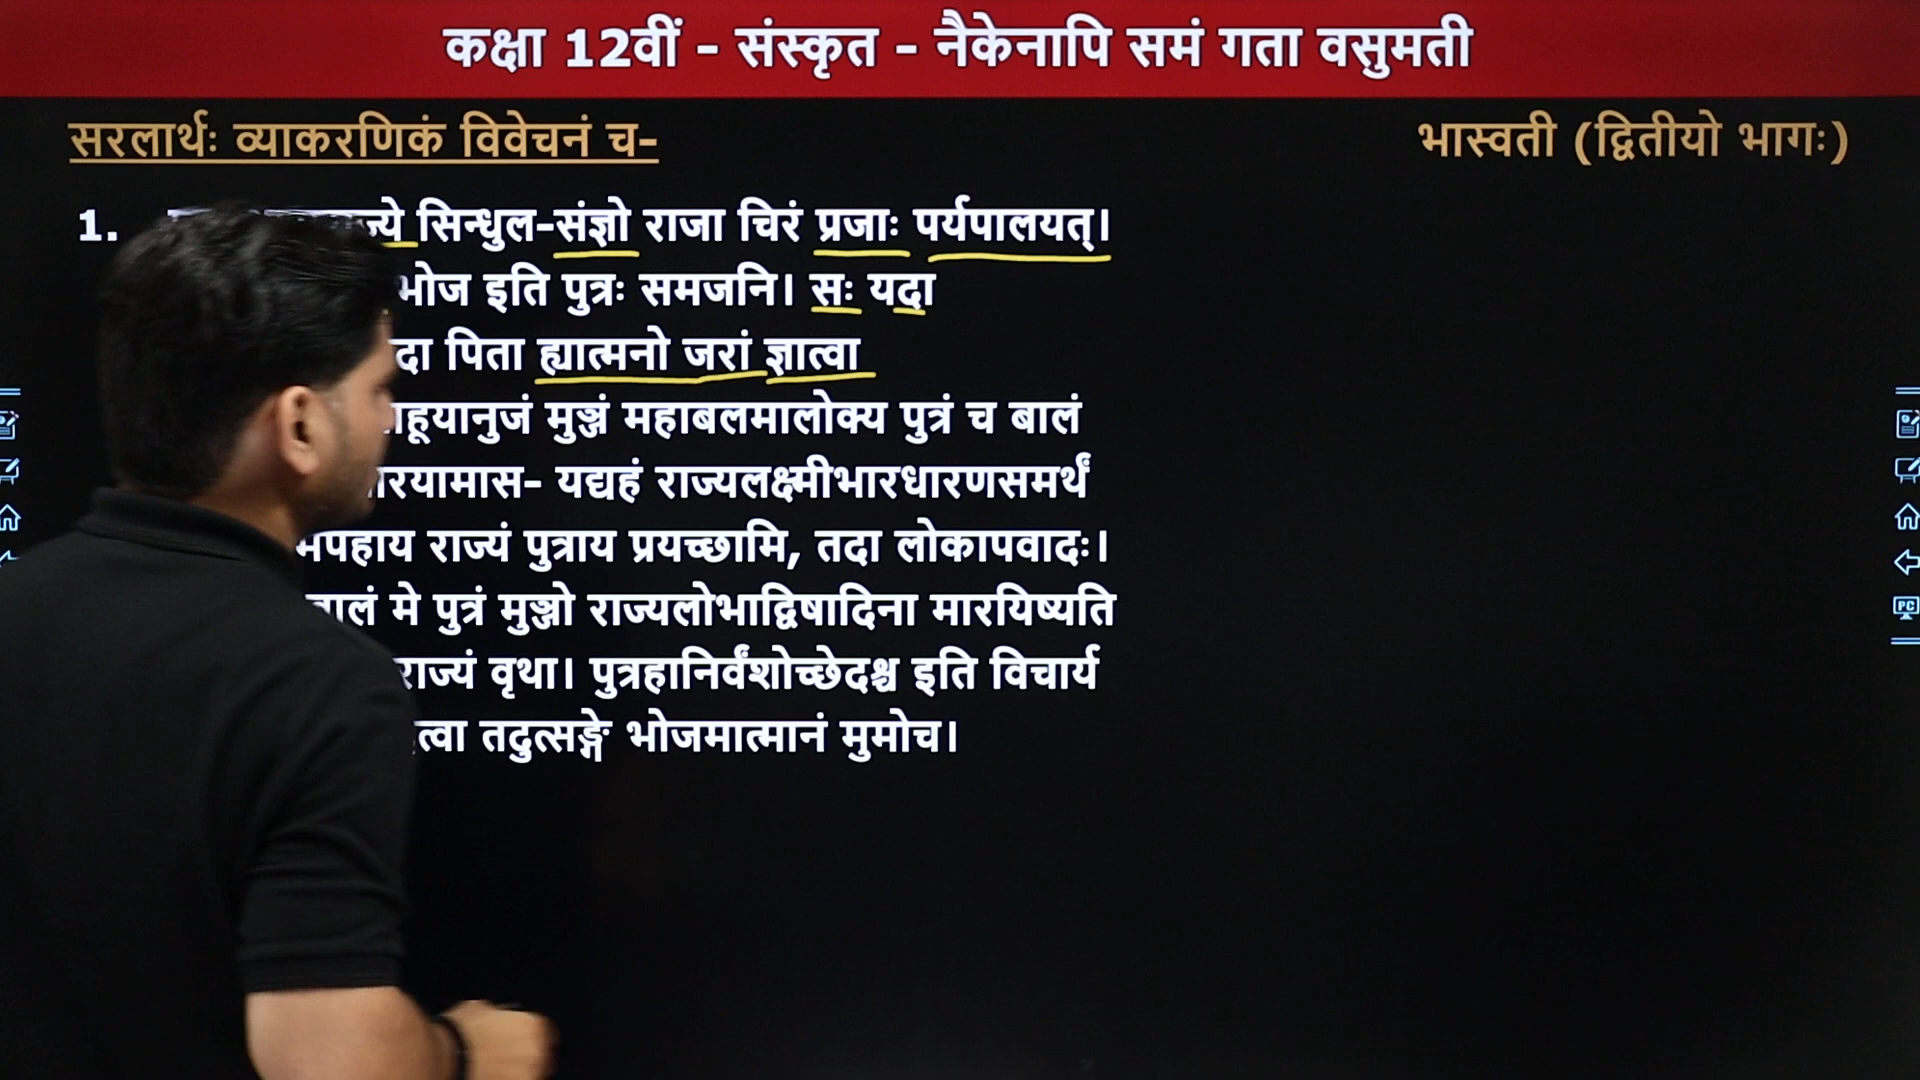 कक्षा 12वीं - संस्कृत - नैकेनापि समं गता वसुमती
सरलार्थः व्याकरणिकं विवेचनं च-
भास्वती (द्वितीयो भागः)
1. सिन्धुल-संज्ञो राजा चिरं प्रजाः पर्यपालयत्।
भोज इति पुत्रः समजनि। सः यदा
पिता ह्यात्मनो जरां ज्ञात्वा
मुञ्जं महाबलमालोक्य पुत्रं च बालं
यद्यहं राज्यलक्ष्मीभारधारणसमर्थं
राज्यं पुत्राय प्रयच्छामि, तदा लोकापवादः।
मे पुत्रं मुञ्जो राज्यलोभाद्विषादिना मारयिष्यति
राज्यं वृथा। पुत्रहानिर्वंशोच्छेदश्च इति विचार्य
तदुत्सङ्गे भोजमात्मानं मुमोच।
PC